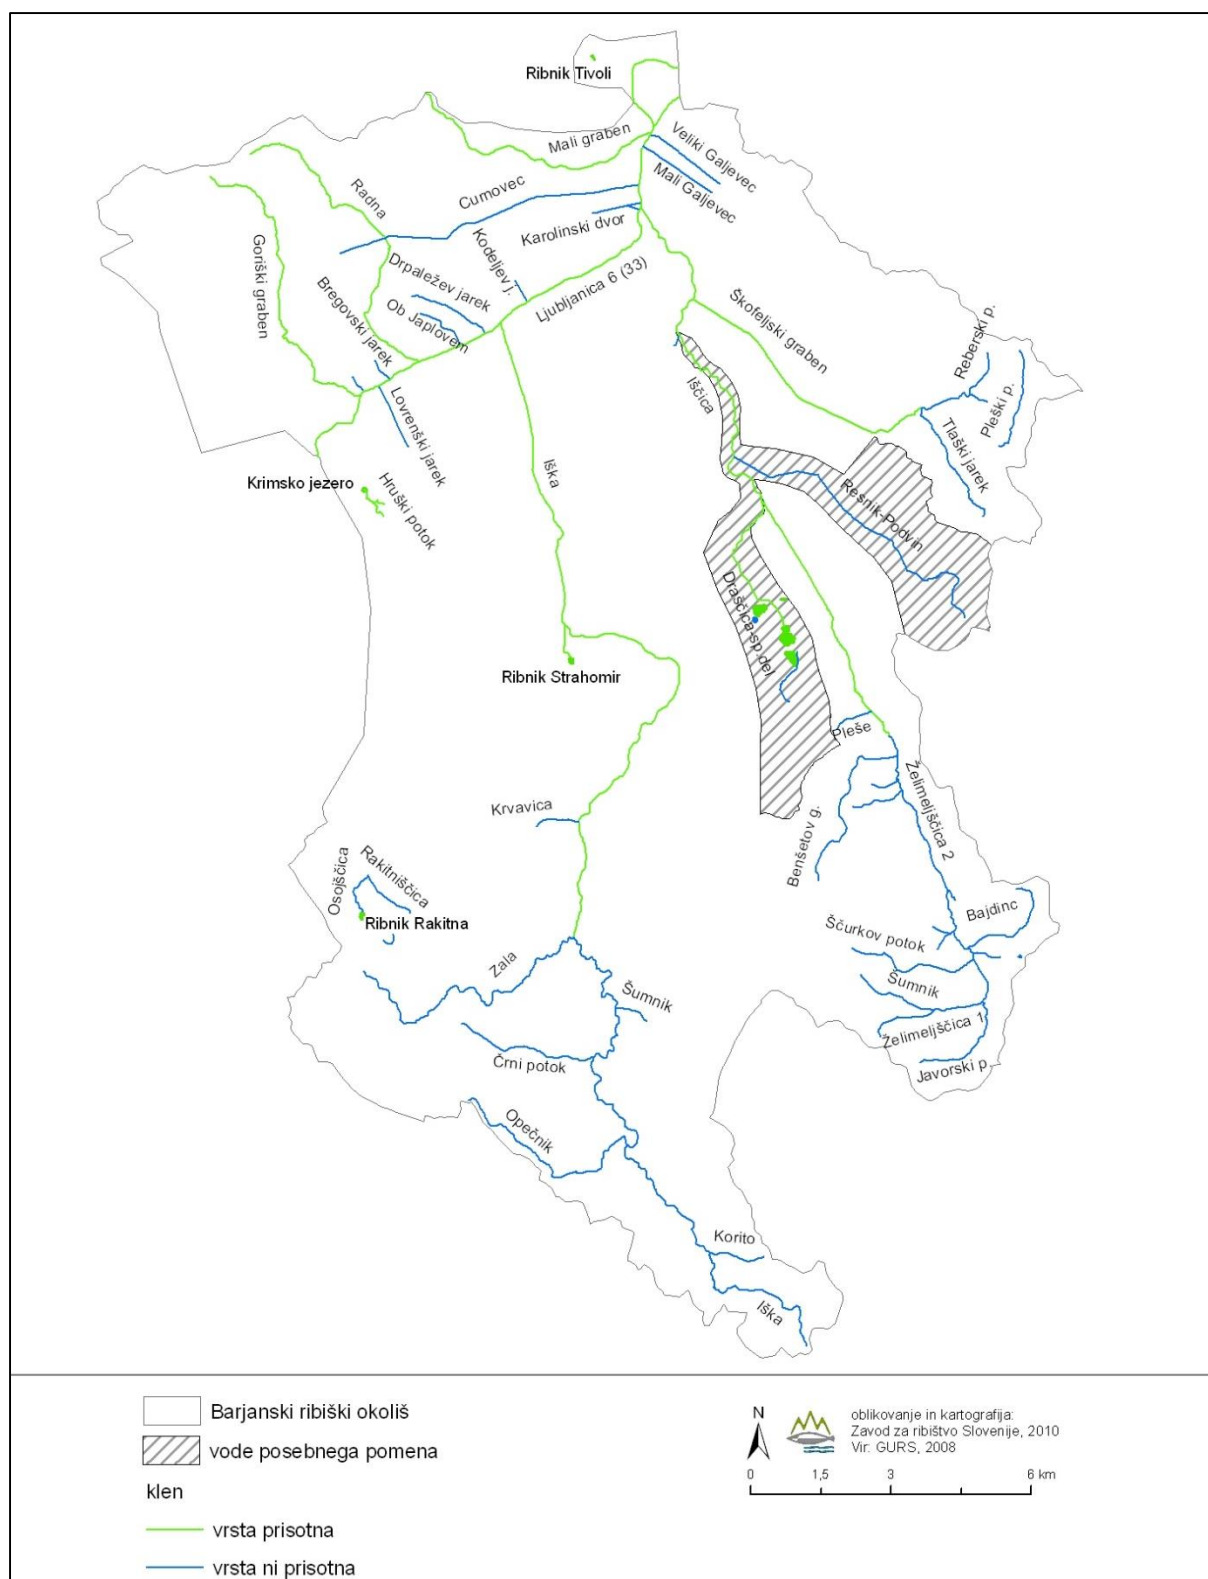 Ribnik Tivoli
Mali graben
Veliki Galjevec
Mali Galjevec
Radna
Cumovec
Karolinski dvor
Goriški graben
Kodeljev j.
Drpaležev jarek
Ljubljanica 6 (33)
Bregovski jarek
Ob Japlovem
Škofeljski graben
Reberski p.
Pleški p.
Iščica
Lovrenški jarek
Tlaški jarek
Iška
Krimsko jezero
Hruški potok
Resnik-Podvin
Draščica-sp.del
Ribnik Strahomir
Pleše
Želimeljščica 2
Krvavica
Benšetov g.
Osojščica
Rakitniščica
Ribnik Rakitna
Bajdinc
Ščurkov potok
Zala
Šumnik
Šumnik
Želimeljščica 1
Črni potok
Javorski p.
Opečnik
Korito
Iška
Barjanski ribiški okoliš
vode posebnega pomena
klen
vrsta prisotna
vrsta ni prisotna
N
oblikovanje in kartografija:
Zavod za ribištvo Slovenije, 2010
Vir: GURS, 2008
0 1,5 3 6 km